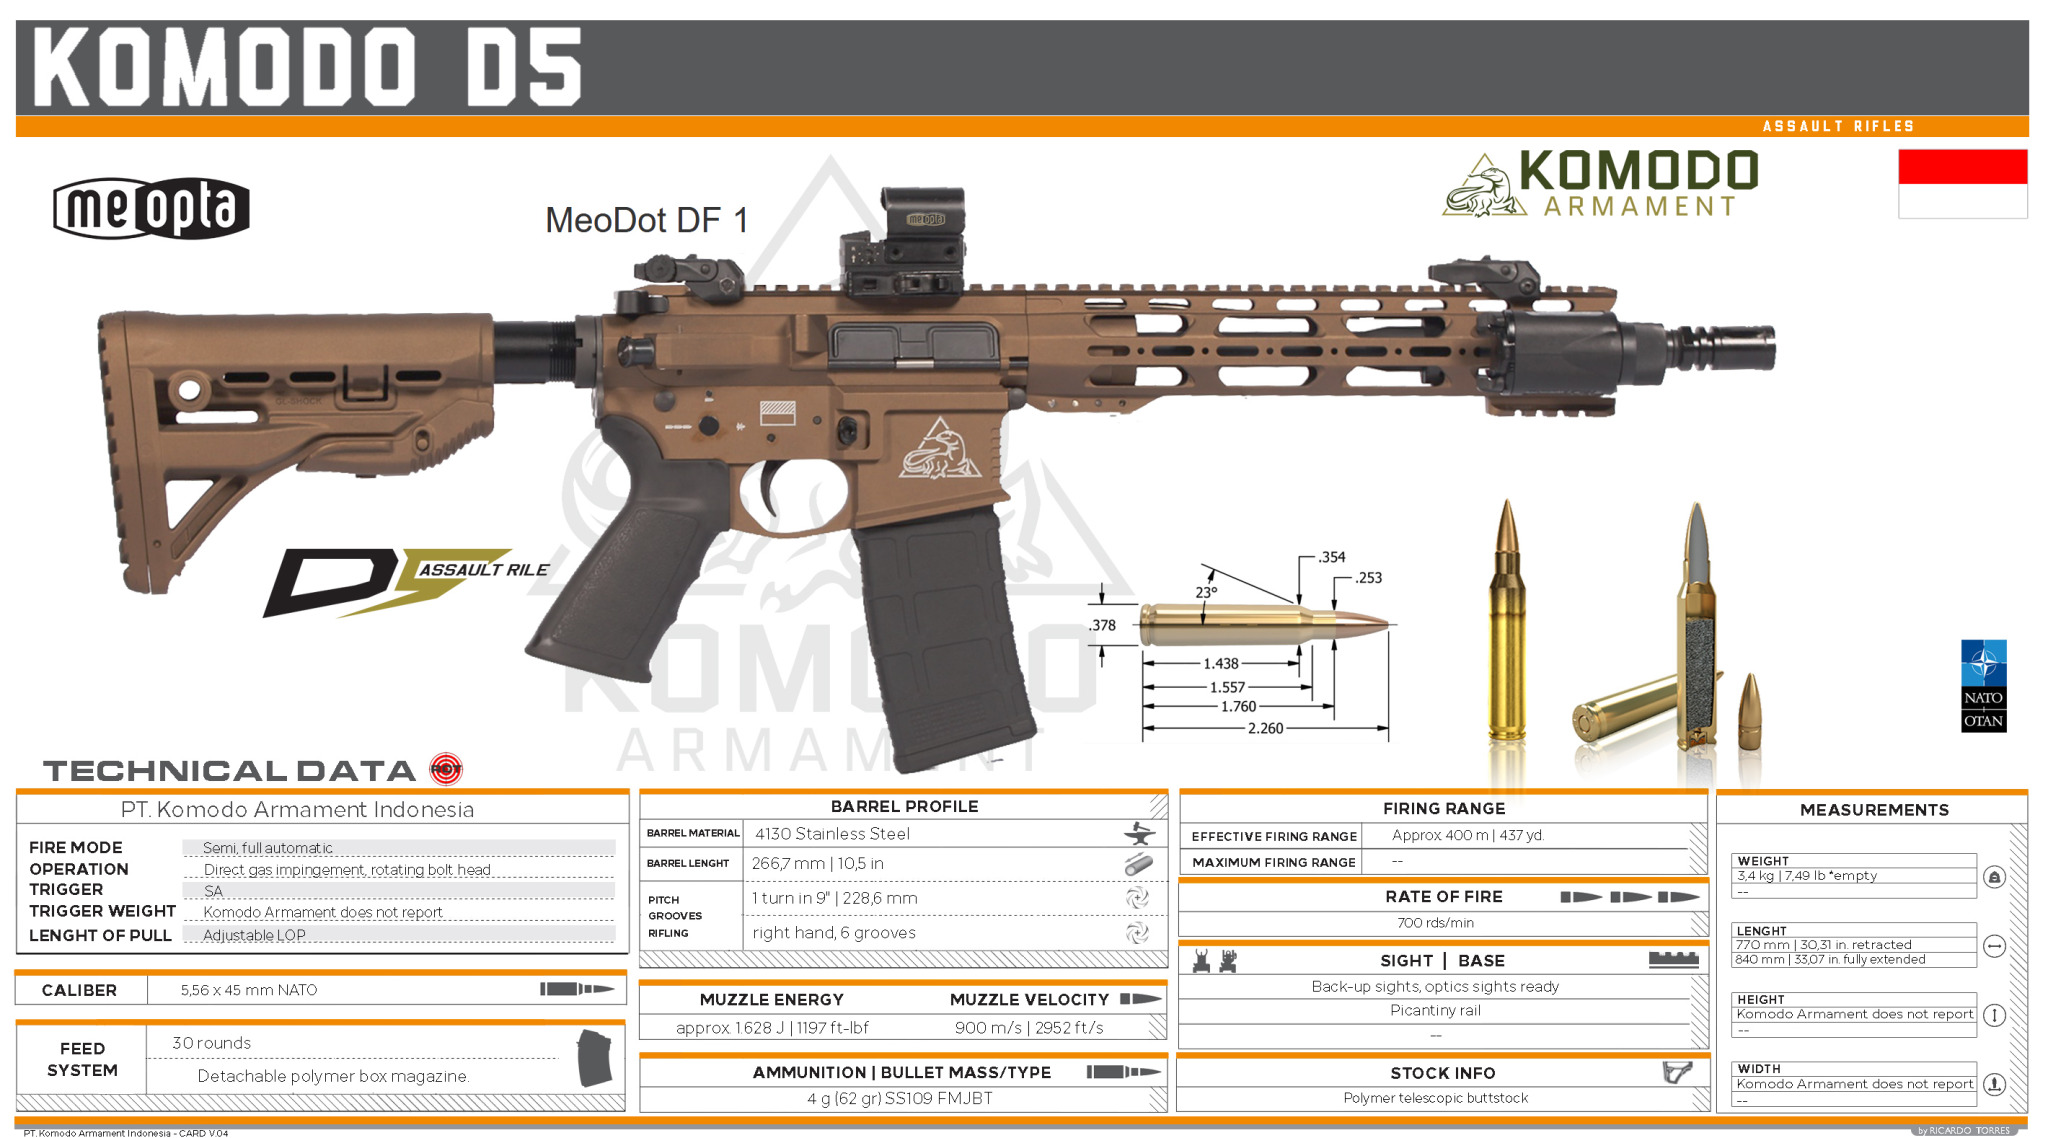 KOMODO D5
ASSAULT RIFLES
meopta
MeoDot DF 1
meopta
KOMODO
ARMAMENT
GL-SHOCK
D5 ASSAULT RILE
KOMODO
ARMAMENT
.354
.253
23°
.378
1.438
1.557
1.760
2.260
NATO
OTAN
TECHNICAL DATA
PT. Komodo Armament Indonesia
FIRE MODE Semi, full automatic
OPERATION Direct gas impingement, rotating bolt head
TRIGGER SA
TRIGGER WEIGHT Komodo Armament does not report
LENGHT OF PULL Adjustable LOP
CALIBER 5,56 x 45 mm NATO
FEED SYSTEM
30 rounds
Detachable polymer box magazine.
BARREL PROFILE
BARREL MATERIAL 4130 Stainless Steel
BARREL LENGHT 266,7 mm | 10,5 in
PITCH 1 turn in 9" | 228,6 mm
GROOVES
RIFLING right hand, 6 grooves
MUZZLE ENERGY MUZZLE VELOCITY
approx. 1.628 J | 1197 ft-lbf 900 m/s | 2952 ft/s
AMMUNITION | BULLET MASS/TYPE
4 g (62 gr) SS109 FMJBT
FIRING RANGE
EFFECTIVE FIRING RANGE Approx 400 m | 437 yd.
MAXIMUM FIRING RANGE --
RATE OF FIRE
700 rds/min
SIGHT | BASE
Back-up sights, optics sights ready
Picantiny rail
--
STOCK INFO
Polymer telescopic buttstock
MEASUREMENTS
WEIGHT
3,4 kg | 7,49 lb *empty
--
LENGHT
770 mm | 30,31 in. retracted
840 mm | 33,07 in. fully extended
HEIGHT
Komodo Armament does not report
--
WIDTH
Komodo Armament does not report
--
PT. Komodo Armament Indonesia - CARD V.04
by RICARDO TORRES